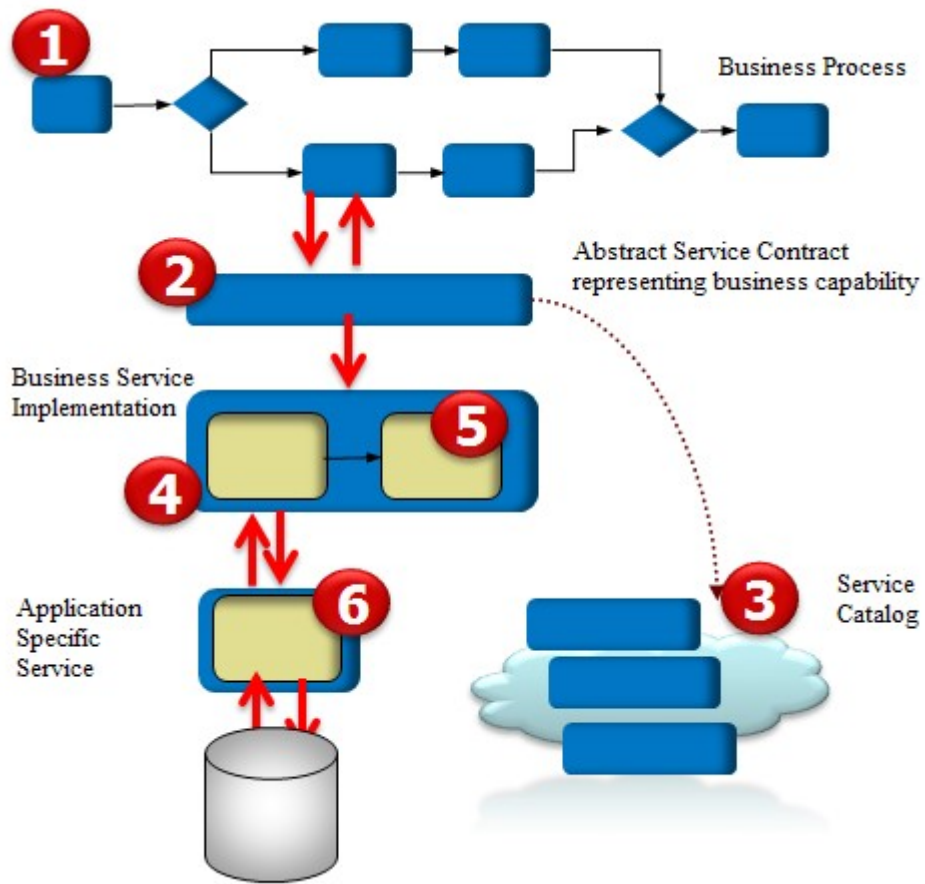 1
Business Process
2
Abstract Service Contract
representing business capability
Business Service
Implementation
5
4
3
Service
Catalog
6
Application
Specific
Service